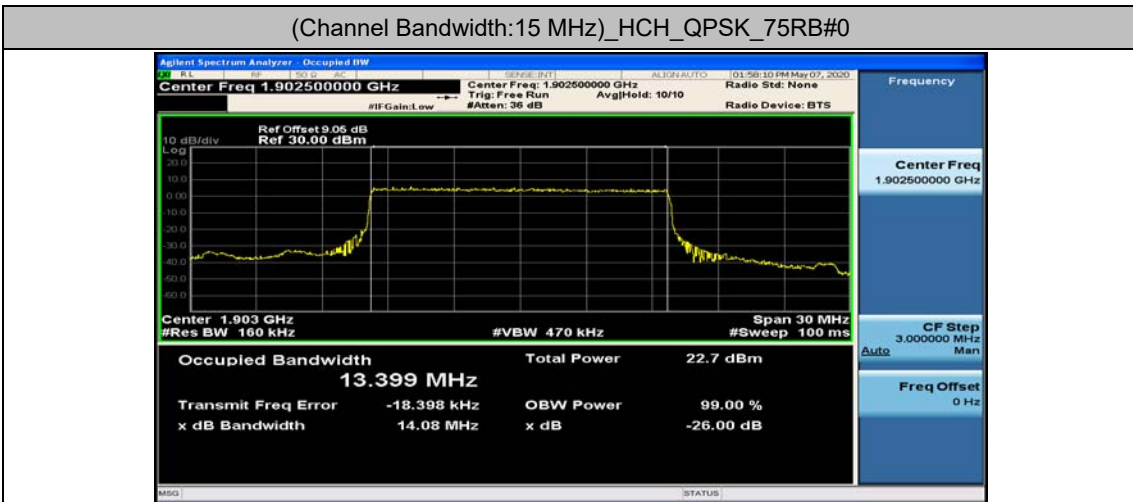 (Channel Bandwidth:15 MHz)_HCH_QPSK_75RB#0
Agilent Spectrum Analyzer - Occupied BW
RL RF 50 Ω AC SENSE:INT ALIGN AUTO 01:58:10 PM May 07, 2020
Center Freq 1.902500000 GHz
Center Freq: 1.902500000 GHz
Radio Std: None
Trig: Free Run Avg|Hold: 10/10
#IFGain:Low #Atten: 36 dB Radio Device: BTS
Ref Offset 9.05 dB
10 dB/div Ref 30.00 dBm
Log
20.0
10.0
0.00
-10.0
-20.0
-30.0
-40.0
-50.0
-60.0
Center 1.903 GHz Span 30 MHz
#Res BW 160 kHz #VBW 470 kHz #Sweep 100 ms
Occupied Bandwidth Total Power 22.7 dBm
13.399 MHz
Transmit Freq Error -18.398 kHz OBW Power 99.00 %
x dB Bandwidth 14.08 MHz x dB -26.00 dB
MSG STATUS
Frequency
Center Freq
1.902500000 GHz
CF Step
3.000000 MHz
Auto Man
Freq Offset
0 Hz